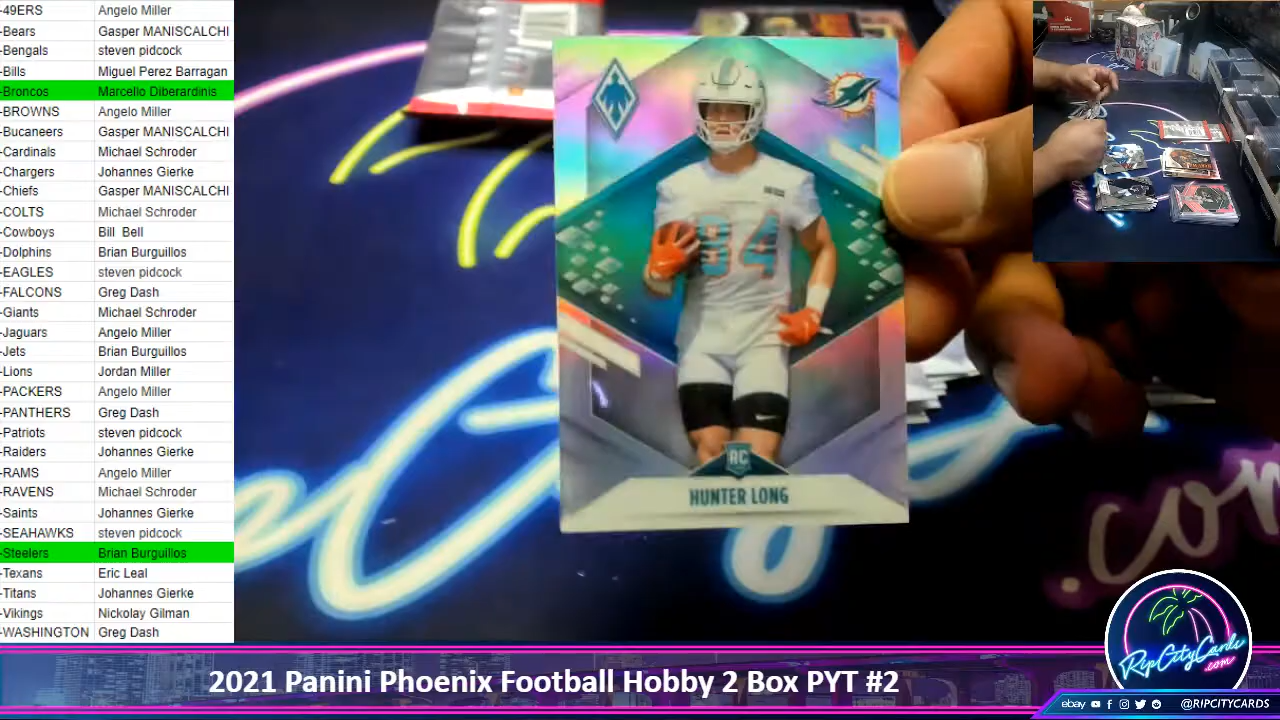 -49ERS Angelo Miller
-Bears Gasper MANISCALCHI
-Bengals steven pidcock
-Bills Miguel Perez Barragan
-Broncos Marcello Diberardinis
-BROWNS Angelo Miller
-Bucaneers Gasper MANISCALCHI
-Cardinals Michael Schroder
-Chargers Johannes Gierke
-Chiefs Gasper MANISCALCHI
-COLTS Michael Schroder
-Cowboys Bill Bell
-Dolphins Brian Burguillos
-EAGLES steven pidcock
-FALCONS Greg Dash
-Giants Michael Schroder
-Jaguars Angelo Miller
-Jets Brian Burguillos
-Lions Jordan Miller
-PACKERS Angelo Miller
-PANTHERS Greg Dash
-Patriots steven pidcock
-Raiders Johannes Gierke
-RAMS Angelo Miller
-RAVENS Michael Schroder
-Saints Johannes Gierke
-SEAHAWKS steven pidcock
-Steelers Brian Burguillos
-Texans Eric Leal
-Titans Johannes Gierke
-Vikings Nickolay Gilman
-WASHINGTON Greg Dash
84
RC
HUNTER LONG
.com
RipCityCards
.com
2021 Panini Phoenix Football Hobby 2 Box PYT #2
ebay @RIPCITYCARDS